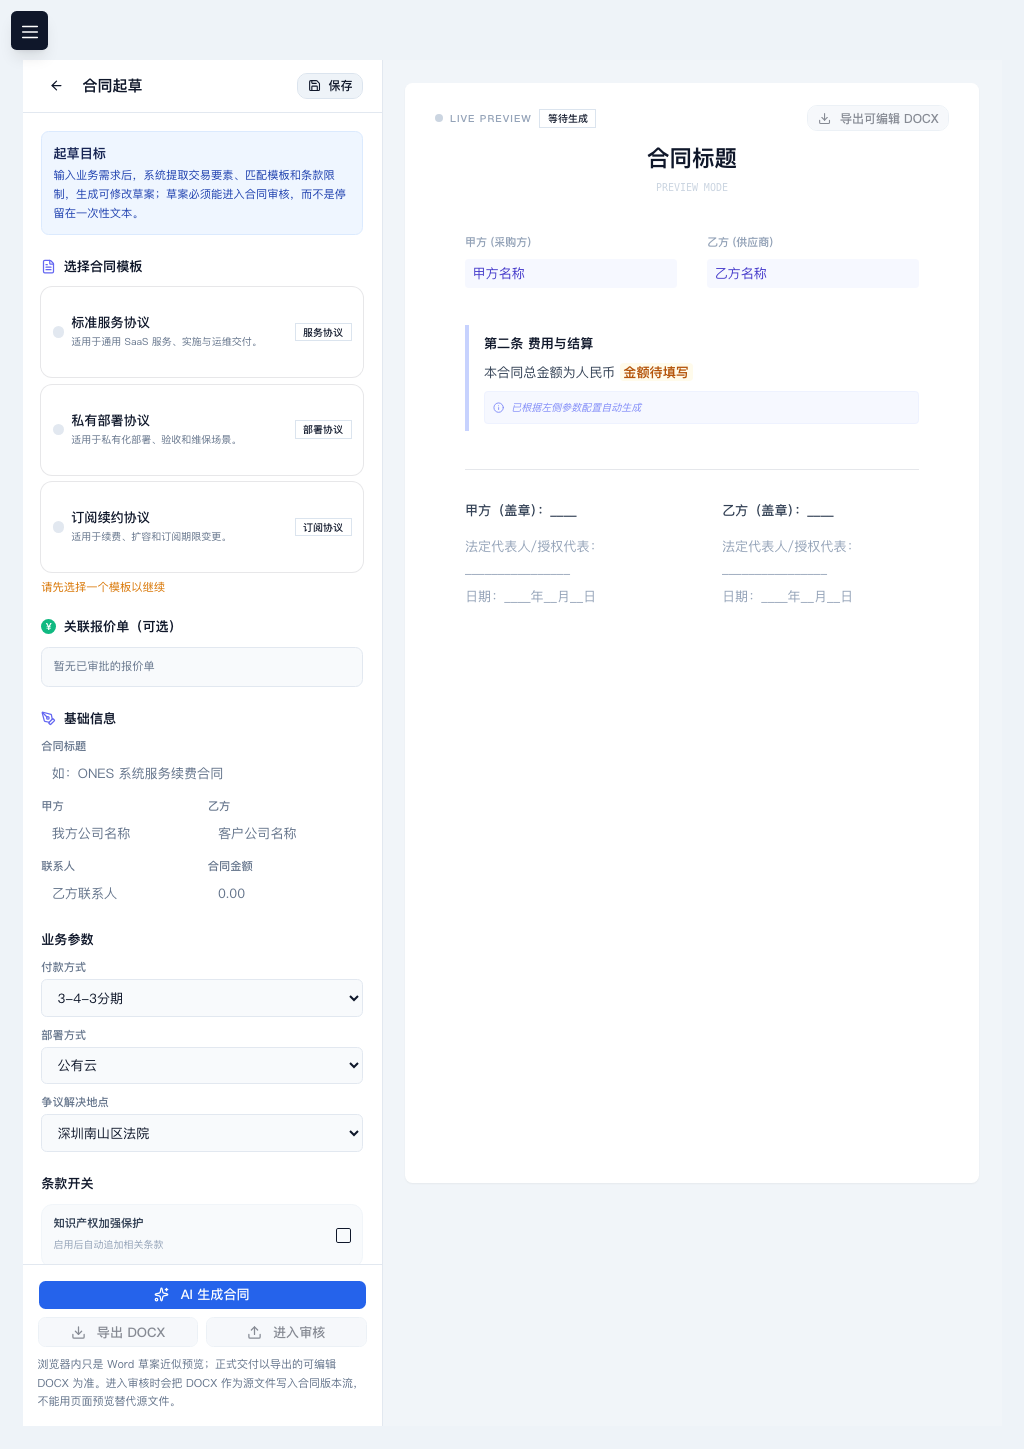 合同起草
保存
起草目标
输入业务需求后，系统提取交易要素、匹配模板和条款限
制，生成可修改草案；草案必须能进入合同审核，而不是停
留在一次性文本。
选择合同模板
标准服务协议
适用于通用 SaaS 服务、实施与运维交付。
服务协议
私有部署协议
适用于私有化部署、验收和维保场景。
部署协议
订阅续约协议
适用于续费、扩容和订阅期限变更。
订阅协议
请先选择一个模板以继续
¥ 关联报价单（可选）
暂无已审批的报价单
基础信息
合同标题
如：ONES 系统服务续费合同
甲方
乙方
我方公司名称
客户公司名称
联系人
合同金额
乙方联系人
0.00
业务参数
付款方式
3-4-3分期
部署方式
公有云
争议解决地点
深圳南山区法院
条款开关
知识产权加强保护
启用后自动追加相关条款
AI 生成合同
导出 DOCX
进入审核
浏览器内只是 Word 草案近似预览；正式交付以导出的可编辑
DOCX 为准。进入审核时会把 DOCX 作为源文件写入合同版本流，
不能用页面预览替代源文件。
LIVE PREVIEW
等待生成
导出可编辑 DOCX
合同标题
PREVIEW MODE
甲方 (采购方)
乙方 (供应商)
甲方名称
乙方名称
第二条 费用与结算
本合同总金额为人民币 金额待填写
已根据左侧参数配置自动生成
甲方（盖章）：____
乙方（盖章）：____
法定代表人/授权代表：
________________
法定代表人/授权代表：
________________
日期：____年__月__日
日期：____年__月__日